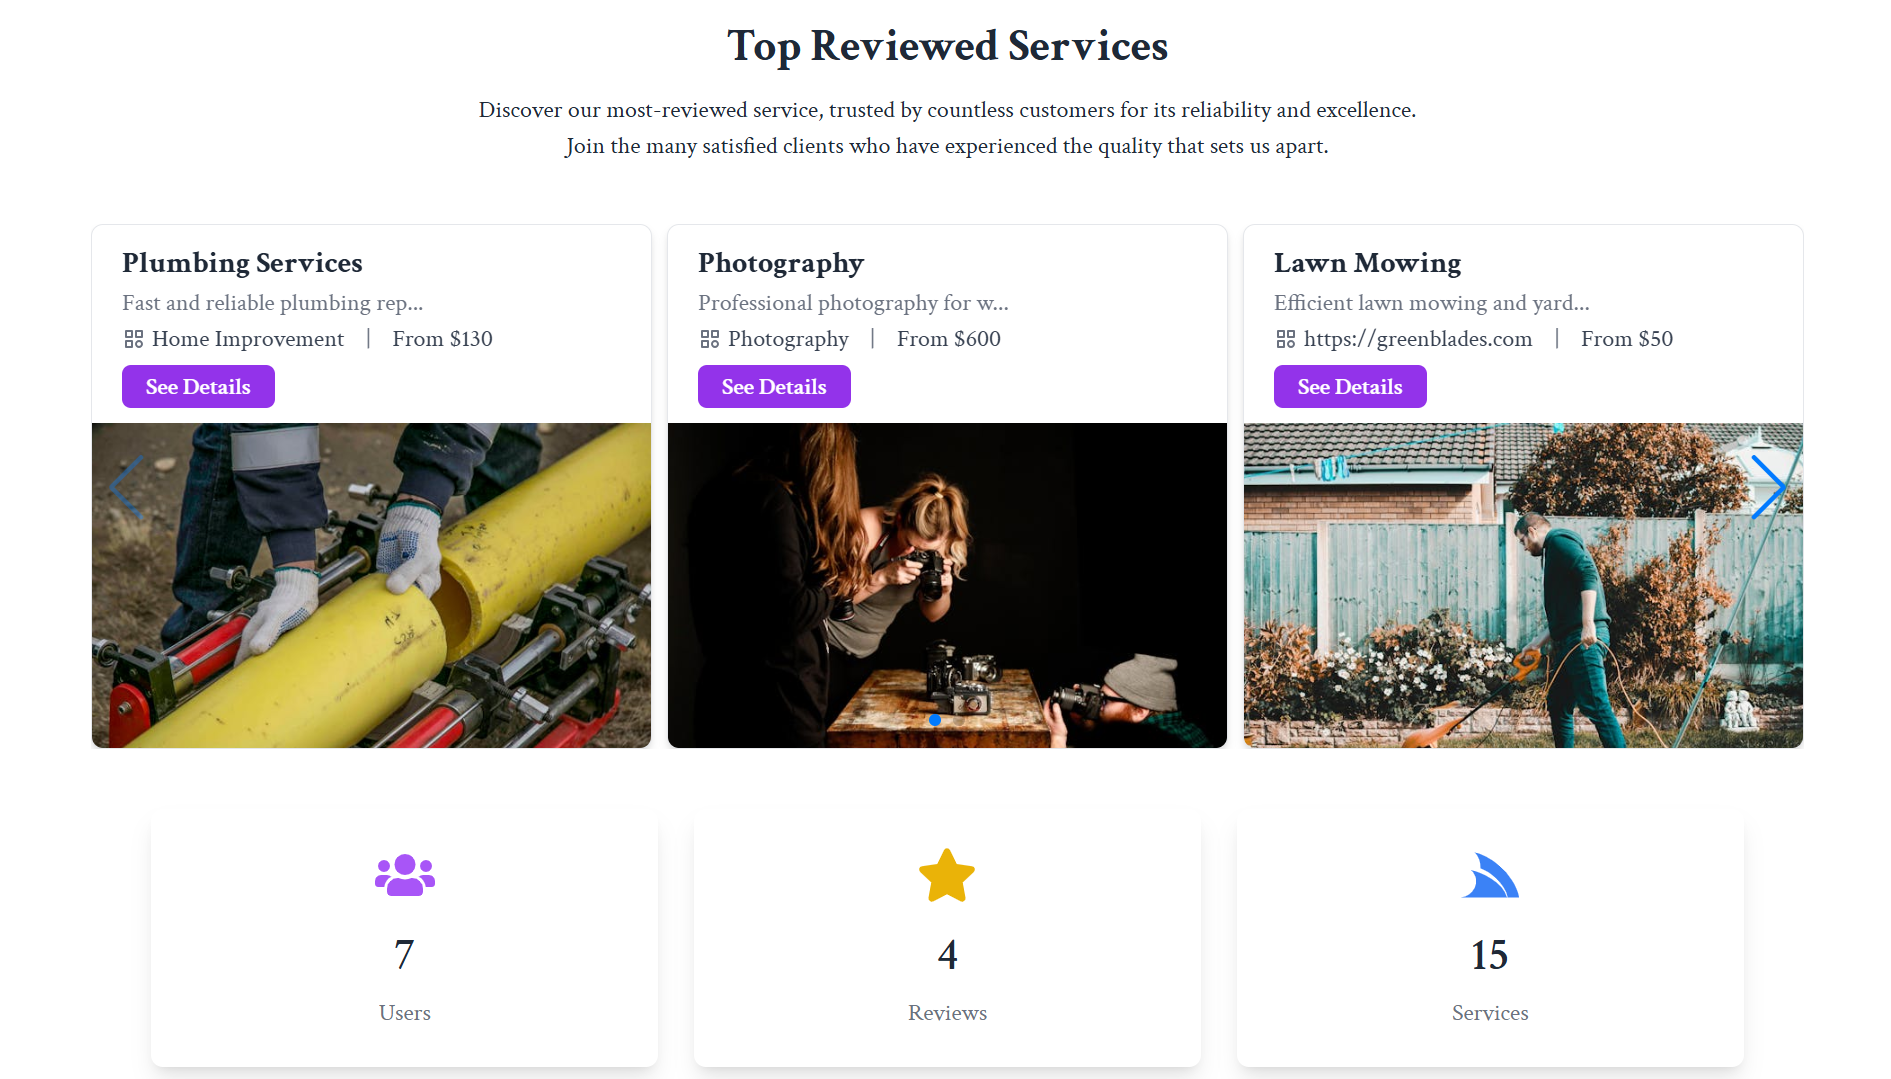 Top Reviewed Services
Discover our most-reviewed service, trusted by countless customers for its reliability and excellence.
Join the many satisfied clients who have experienced the quality that sets us apart.
Plumbing Services
Fast and reliable plumbing rep...
Home Improvement | From $130
See Details
Photography
Professional photography for w...
Photography | From $600
See Details
Lawn Mowing
Efficient lawn mowing and yard...
https://greenblades.com | From $50
See Details
7
Users
4
Reviews
15
Services